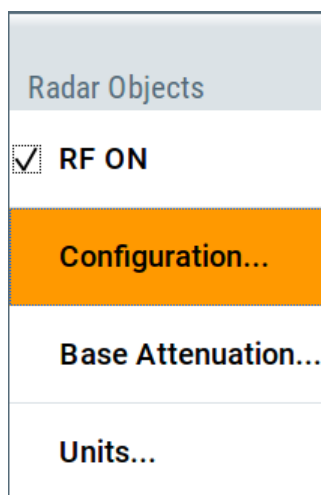 Radar Objects
RF ON
Configuration...
Base Attenuation...
Units...